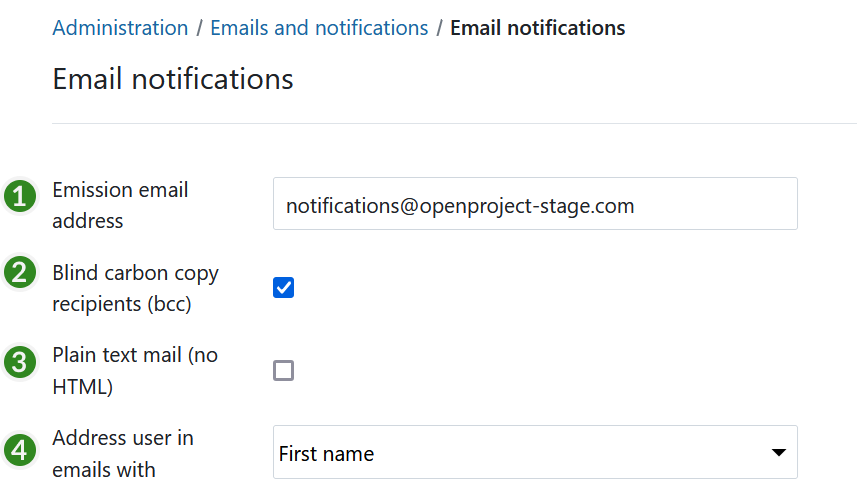 Administration / Emails and notifications / Email notifications
Email notifications
1 Emission email
address
notifications@openproject-stage.com
2 Blind carbon copy
recipients (bcc)
3 Plain text mail (no
HTML)
4 Address user in
emails with
First name